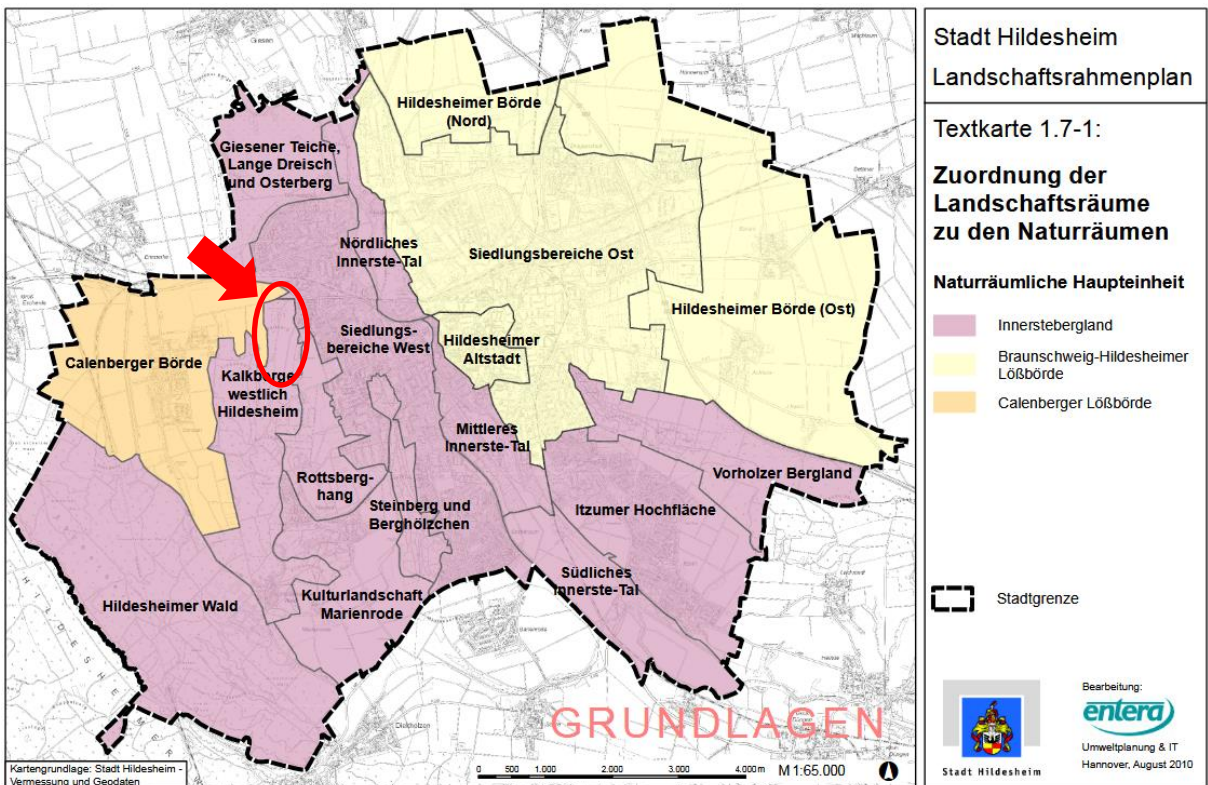 Hildesheimer Börde
(Nord)
Giesener Teiche,
Lange Dreisch
und Osterberg
Nördliches
Innerste-Tal
Siedlungsbereiche Ost
Hildesheimer Börde (Ost)
Siedlungs-
bereiche West
Hildesheimer
Altstadt
Calenberger Börde
Kalkberge
westlich
Hildesheim
Mittleres
Innerste-Tal
Vorholzer Bergland
Rottsberg-
hang
Steinberg und
Berghölzchen
Itzumer Hochfläche
Südliches
Innerste-Tal
Hildesheimer Wald
Kulturlandschaft
Marienrode
GRUNDLAGEN
Kartengrundlage: Stadt Hildesheim -
Vermessung und Geodaten
0 500 1.000 2.000 3.000 4.000 m M 1:65.000
Stadt Hildesheim
Landschaftsrahmenplan
Textkarte 1.7-1:
Zuordnung der
Landschaftsräume
zu den Naturräumen
Naturräumliche Haupteinheit
Innerstebergland
Braunschweig-Hildesheimer
Lößbörde
Calenberger Lößbörde
Stadtgrenze
Stadt Hildesheim
Bearbeitung:
entera
Umweltplanung & IT
Hannover, August 2010